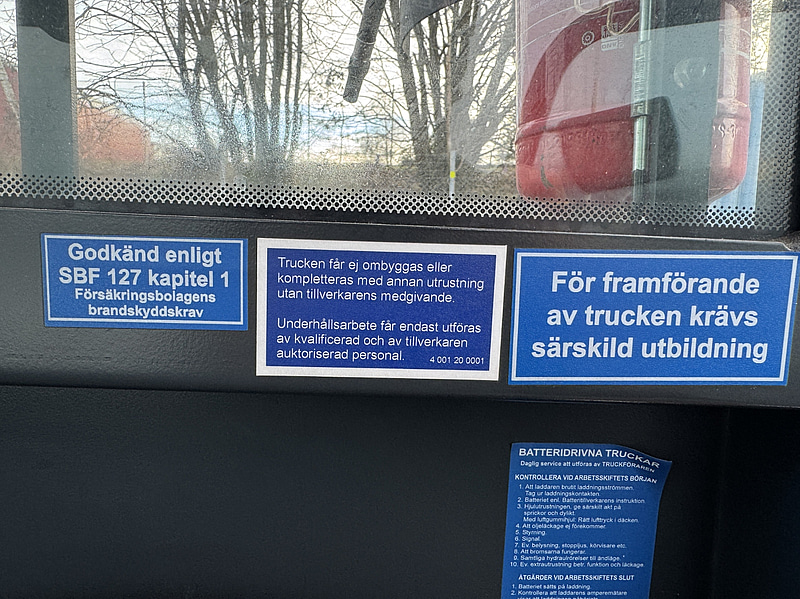 Godkänd enligt
SBF 127 kapitel 1
Försäkringsbolagens
brandskyddskrav
Trucken får ej ombyggas eller
kompletteras med annan utrustning
utan tillverkarens medgivande.
Underhållsarbete får endast utföras
av kvalificerad och av tillverkaren
auktoriserad personal.
4 001 20 0001
För framförande
av trucken krävs
särskild utbildning
BATTERIDRIVNA TRUCKAR
Daglig service att utföras av TRUCKFÖRAREN
KONTROLLERA VID ARBETSSKIFTETS BÖRJAN
1. Att laddaren brutit laddningsströmmen.
Tag ur laddningskontakten.
2. Batteriet enl. Batteritillverkarens instruktion.
3. Hjulutrustningen, ge särskilt akt på
sprickor och dylikt.
Med luftgummihjul: Rätt lufttryck i däcken.
4. Att oljeläckage ej förekommer.
5. Styrning.
6. Signal.
7. Ev. belysning, stoppljus, körvisare etc.
8. Att bromsarna fungerar.
9. Samtliga hydraulrörelser till ändläge.
10. Ev. extrautrustning betr. funktion och läckage.
ÅTGÄRDER VID ARBETSSKIFTETS SLUT
1. Batteriet sätts på laddning.
2. Kontrollera att laddarens amperemätare